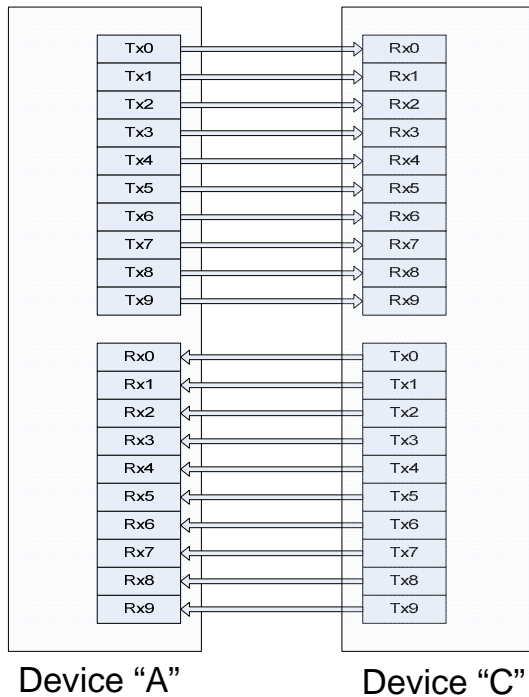 Tx0 Rx0
Tx1 Rx1
Tx2 Rx2
Tx3 Rx3
Tx4 Rx4
Tx5 Rx5
Tx6 Rx6
Tx7 Rx7
Tx8 Rx8
Tx9 Rx9
Rx0 Tx0
Rx1 Tx1
Rx2 Tx2
Rx3 Tx3
Rx4 Tx4
Rx5 Tx5
Rx6 Tx6
Rx7 Tx7
Rx8 Tx8
Rx9 Tx9
Device “A” Device “C”